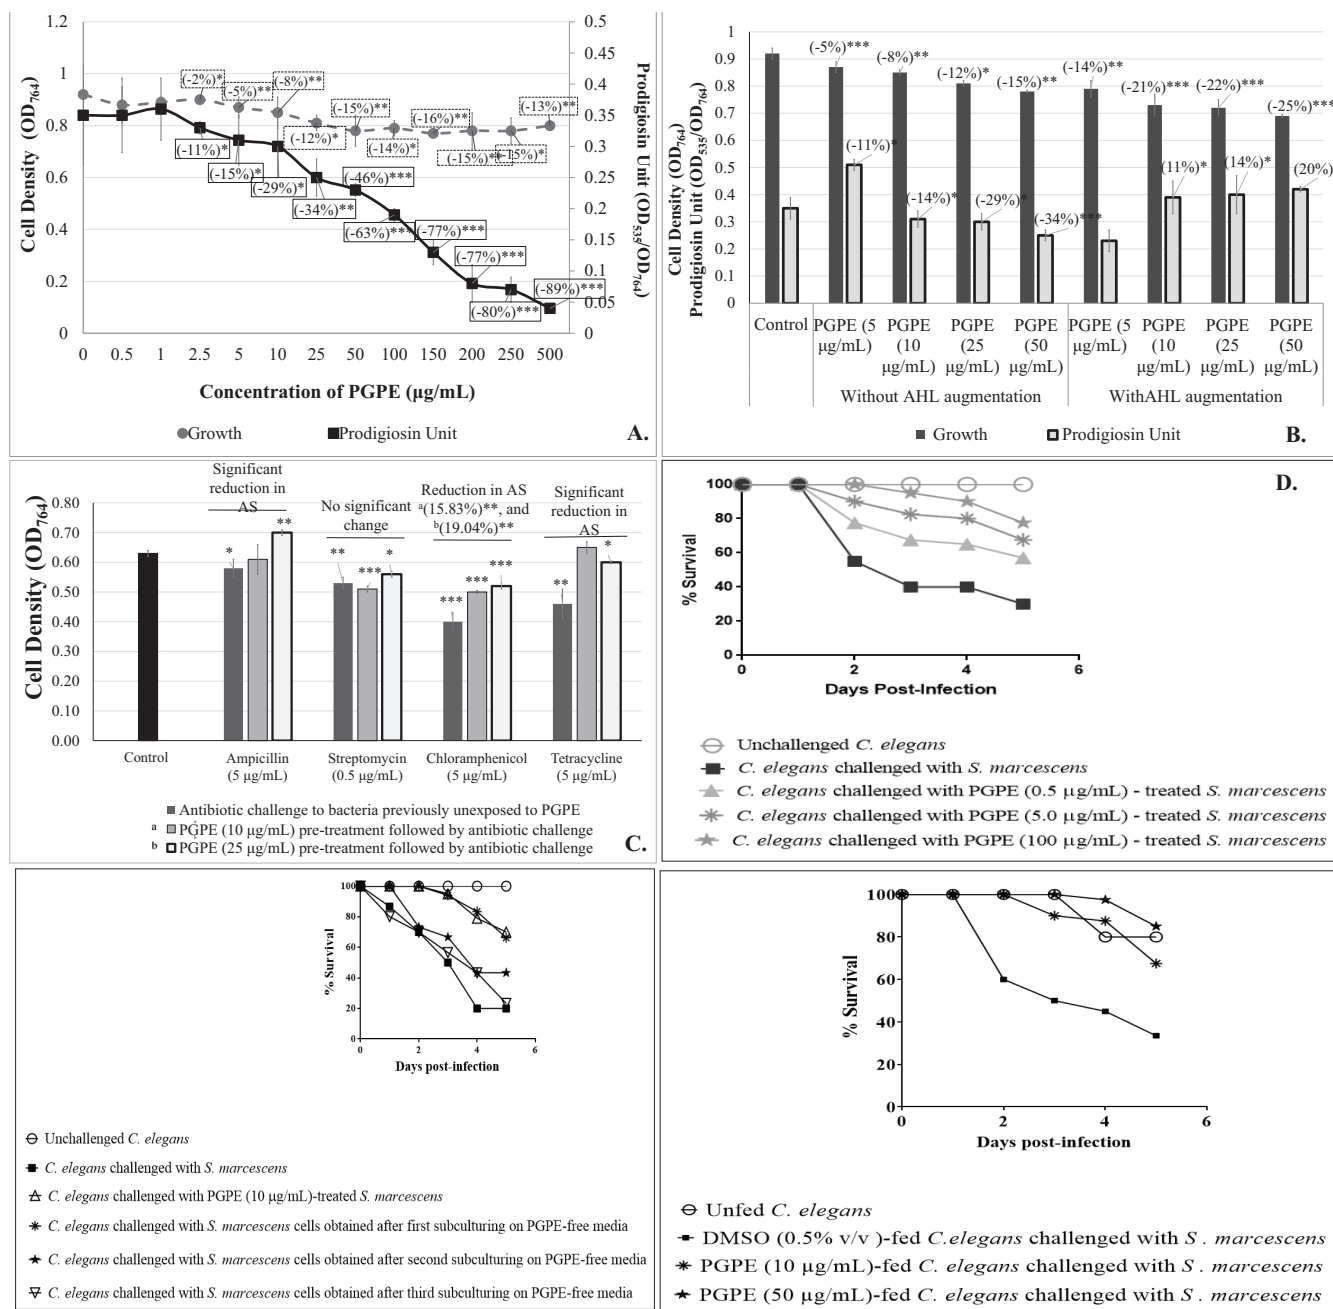 1.2
1
0.8
0.6
0.4
0.2
0
0.5
0.45
0.4
0.35
0.3
0.25
0.2
0.15
0.1
0.05
0
Cell Density (OD764)
Prodigiosin Unit (OD535/OD764)
(-2%)*
(-5%)**
(-8%)**
(-12%)*
(-15%)**
(-14%)*
(-16%)**
(-15%)**
(-15%)*
(-13%)**
(-11%)*
(-15%)*
(-29%)*
(-34%)**
(-46%)***
(-63%)***
(-77%)***
(-77%)***
(-80%)***
(-89%)***
0 0.5 1 2.5 5 10 25 50 100 150 200 250 500
Concentration of PGPE (µg/mL)
Growth Prodigiosin Unit
A.
1
0.9
0.8
0.7
0.6
0.5
0.4
0.3
0.2
0.1
0
Cell Density (OD764)
Prodigiosin Unit (OD535/OD764)
(-5%)***
(-8%)**
(-12%)*
(-15%)**
(-14%)**
(-21%)***
(-22%)***
(-25%)***
(-11%)*
(-14%)*
(-29%)*
(-34%)***
(11%)*
(14%)*
(20%)
Control
PGPE (5 µg/mL)
PGPE (10 µg/mL)
PGPE (25 µg/mL)
PGPE (50 µg/mL)
PGPE (5 µg/mL)
PGPE (10 µg/mL)
PGPE (25 µg/mL)
PGPE (50 µg/mL)
Without AHL augmentation
WithAHL augmentation
Growth Prodigiosin Unit
B.
0.80
0.70
0.60
0.50
0.40
0.30
0.20
0.10
0.00
Cell Density (OD764)
Significant
reduction in
AS
No significant
change
Reduction in AS
a(15.83%)**, and
b(19.04%)**
Significant
reduction in
AS
*
**
**
***
*
***
***
***
**
*
Control
Ampicillin
(5 µg/mL)
Streptomycin
(0.5 µg/mL)
Chloramphenicol
(5 µg/mL)
Tetracycline
(5 µg/mL)
Antibiotic challenge to bacteria previously unexposed to PGPE
a PGPE (10 µg/mL) pre-treatment followed by antibiotic challenge
b PGPE (25 µg/mL) pre-treatment followed by antibiotic challenge
C.
D.
100
80
60
40
20
0
% Survival
0 2 4 6
Days Post-Infection
Unchallenged C. elegans
C. elegans challenged with S. marcescens
C. elegans challenged with PGPE (0.5 µg/mL) - treated S. marcescens
C. elegans challenged with PGPE (5.0 µg/mL) - treated S. marcescens
C. elegans challenged with PGPE (100 µg/mL) - treated S. marcescens
100
80
60
40
20
0
% Survival
0 2 4 6
Days post-infection
Unchallenged C. elegans
C. elegans challenged with S. marcescens
C. elegans challenged with PGPE (10 µg/mL)-treated S. marcescens
C. elegans challenged with S. marcescens cells obtained after first subculturing on PGPE-free media
C. elegans challenged with S. marcescens cells obtained after second subculturing on PGPE-free media
C. elegans challenged with S. marcescens cells obtained after third subculturing on PGPE-free media
100
80
60
40
20
0
% Survival
0 2 4 6
Days post-infection
Unfed C. elegans
DMSO (0.5% v/v )-fed C.elegans challenged with S . marcescens
PGPE (10 µg/mL)-fed C. elegans challenged with S . marcescens
PGPE (50 µg/mL)-fed C. elegans challenged with S . marcescens